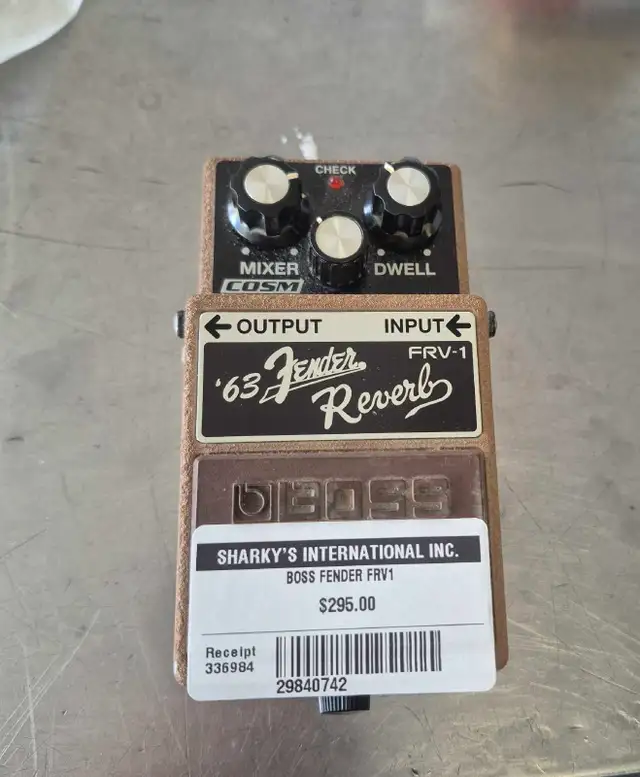 CHECK
MIXER
DWELL
COSM
← OUTPUT
INPUT ←
FRV-1
'63 Fender
Reverb
BOSS
SHARKY'S INTERNATIONAL INC.
BOSS FENDER FRV1
$295.00
Receipt
336984
29840742